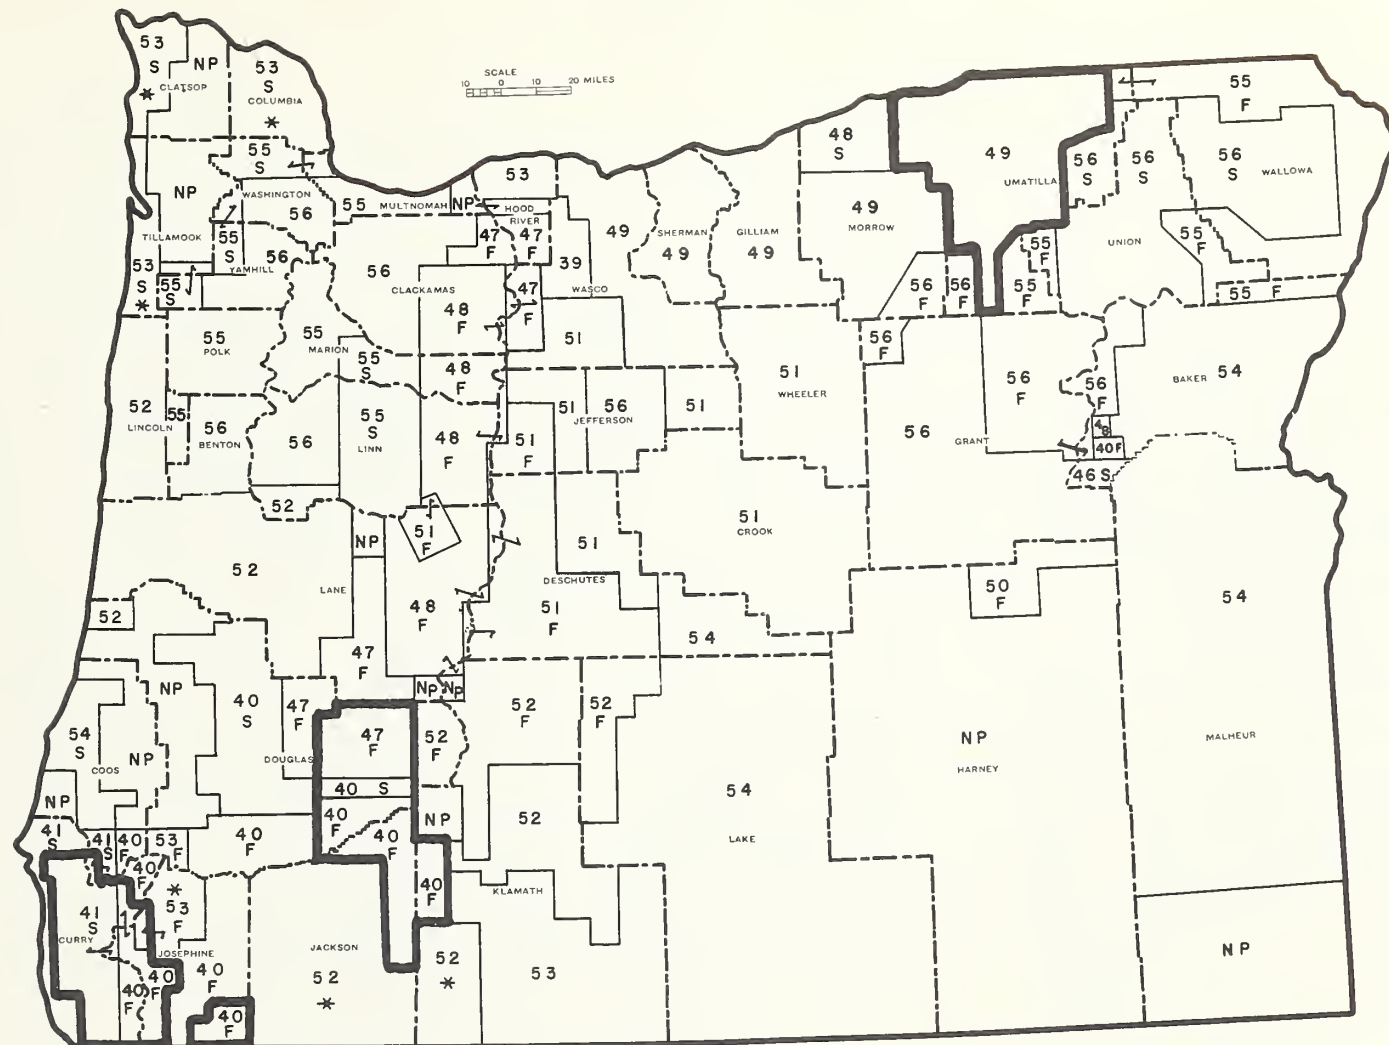 SCALE
10 0 10 20 MILES
53
S
*
CLATSOP
NP
53
S
COLUMBIA
*
NP
55
S
WASHINGTON
56
55
MULTNOMAH
NP
53
HOOD
RIVER
47
F
47
F
TILLAMOOK
53
S
*
55
S
YAMHILL
56
55
S
56
CLACKAMAS
48
F
47
F
39
WASCO
49
SHERMAN
49
GILLIAM
49
48
S
49
MORROW
56
F
56
F
49
UMATILLA
55
F
55
F
56
S
56
S
UNION
55
F
56
S
WALLOWA
55
F
55 F
55
POLK
55
MARION
55
S
48
F
51
52
LINCOLN
55
56
BENTON
56
55
S
LINN
48
F
51
F
51
56
JEFFERSON
51
51
WHEELER
56
F
56
GRANT
56
F
56
F
48
40F
46 S
BAKER 54
52
52
LANE
NP
51
F
48
F
47
F
51
DESCHUTES
51
F
51
CROOK
54
50
F
54
MALHEUR
NP
52
NP
40
S
47
F
DOUGLAS
47
F
40 S
40
F
40
F
40
F
NP NP
52
F
NP
52
F
52
F
52
KLAMATH
53
54
LAKE
NP
HARNEY
54
S
COOS
NP
NP
41
S
41
S
40
F
53
F
40
F
*
53
F
41
S
CURRY
JOSEPHINE
40
F
40
F
40
F
40
F
JACKSON
52
*
40
F
52
*